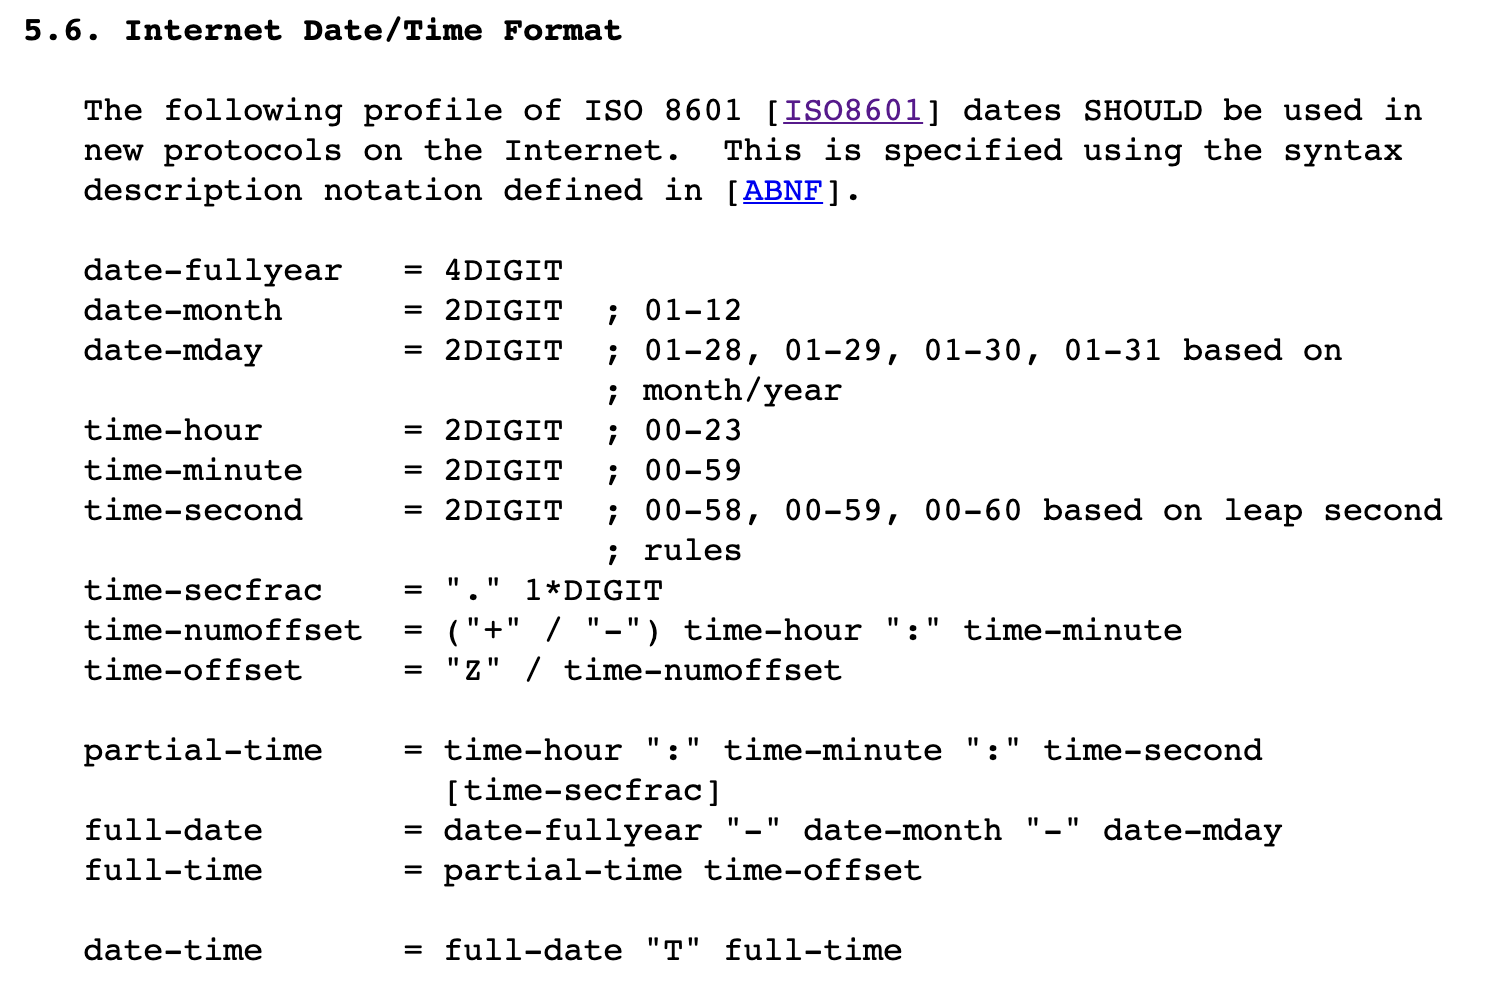 5.6. Internet Date/Time Format
The following profile of ISO 8601 [ISO8601] dates SHOULD be used in
new protocols on the Internet.  This is specified using the syntax
description notation defined in [ABNF].
date-fullyear   = 4DIGIT
date-month      = 2DIGIT  ; 01-12
date-mday       = 2DIGIT  ; 01-28, 01-29, 01-30, 01-31 based on
                          ; month/year
time-hour       = 2DIGIT  ; 00-23
time-minute     = 2DIGIT  ; 00-59
time-second     = 2DIGIT  ; 00-58, 00-59, 00-60 based on leap second
                          ; rules
time-secfrac    = "." 1*DIGIT
time-numoffset  = ("+" / "-") time-hour ":" time-minute
time-offset     = "Z" / time-numoffset
partial-time    = time-hour ":" time-minute ":" time-second
                  [time-secfrac]
full-date       = date-fullyear "-" date-month "-" date-mday
full-time       = partial-time time-offset
date-time       = full-date "T" full-time